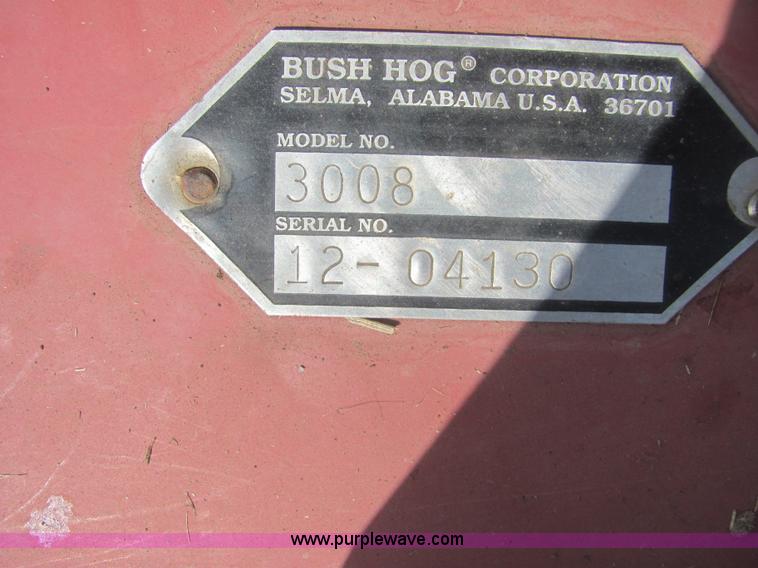 BUSH HOG® CORPORATION
SELMA, ALABAMA U.S.A. 36701
MODEL NO.
3008
SERIAL NO.
12-04130
www.purplewave.com